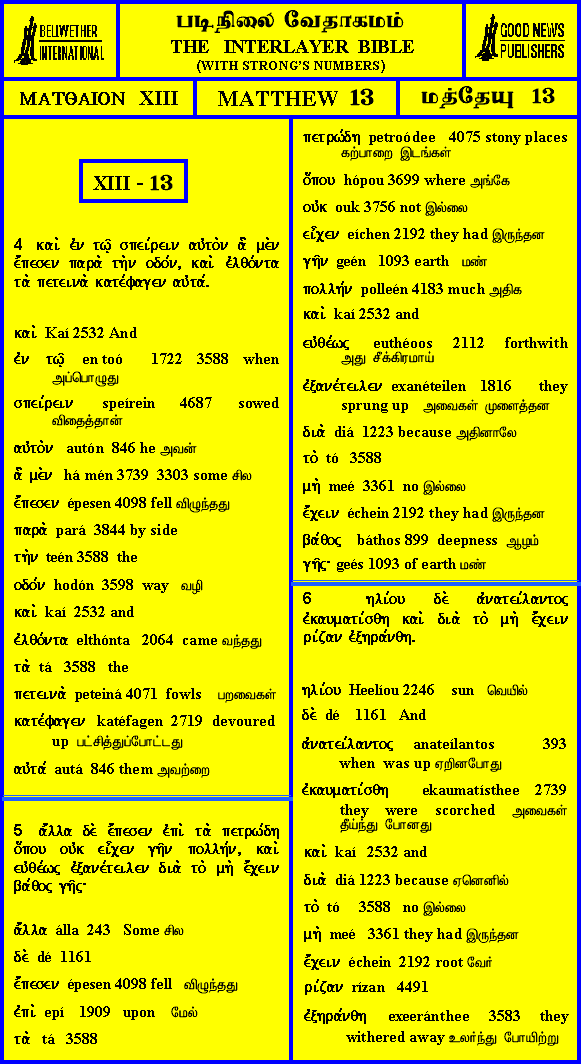 BELLWETHER
INTERNATIONAL
படிநிலை வேதாகமம்
THE INTERLAYER BIBLE
(WITH STRONG'S NUMBERS)
GOOD NEWS
PUBLISHERS
ΜΑΤΘΑΙΟΝ XIII
MATTHEW 13
மத்தேயு 13
XIII - 13
4 καὶ ἐν τῷ σπείρειν αὐτὸν ἃ μὲν
ἔπεσεν παρὰ τὴν οδόν, καὶ ἐλθόντα
τὰ πετεινὰ κατέφαγεν αὐτά.
καὶ Kaí 2532 And
ἐν τῷ en toó 1722 3588 when
அப்பொழுது
σπείρειν speírein 4687 sowed
விதைத்தான்
αὐτὸν autón 846 he அவன்
ἃ μὲν há mén 3739 3303 some சில
ἔπεσεν épesen 4098 fell விழுந்தது
παρὰ pará 3844 by side
τὴν teén 3588 the
οδόν hodón 3598 way வழி
καὶ kaí 2532 and
ἐλθόντα elthónta 2064 came வந்தது
τὰ tá 3588 the
πετεινὰ peteiná 4071 fowls பறவைகள்
κατέφαγεν katéfagen 2719 devoured
up பட்சித்துப்போட்டது
αὐτά autá 846 them அவற்றை
5 ἄλλα δὲ ἔπεσεν ἐπὶ τὰ πετρώδη
ὅπου οὐκ εἶχεν γῆν πολλήν, καὶ
εὐθέως ἐξανέτειλεν διὰ τὸ μὴ ἔχειν
βάθος γῆς·
ἄλλα álla 243 Some சில
δὲ dé 1161
ἔπεσεν épesen 4098 fell விழுந்தது
ἐπὶ epí 1909 upon மேல்
τὰ tá 3588
πετρώδη petroódee 4075 stony places
கற்பாறை இடங்கள்
ὅπου hópou 3699 where அங்கே
οὐκ ouk 3756 not இல்லை
εἶχεν eíchen 2192 they had இருந்தன
γῆν geén 1093 earth மண்
πολλήν polleén 4183 much அதிக
καὶ kaí 2532 and
εὐθέως euthéoos 2112 forthwith
அது சீக்கிரமாய்
ἐξανέτειλεν exanéteilen 1816 they
sprung up அவைகள் முளைத்தன
διὰ diá 1223 because அதினாலே
τὸ tó 3588
μὴ meé 3361 no இல்லை
ἔχειν échein 2192 they had இருந்தன
βάθος báthos 899 deepness ஆழம்
γῆς· geés 1093 of earth மண்
6 ηλίου δὲ ἀνατείλαντος
ἐκαυματίσθη καὶ διὰ τὸ μὴ ἔχειν
ρίζαν ἐξηράνθη.
ηλίου Heelíou 2246 sun வெயில்
δὲ dé 1161 And
ἀνατείλαντος anateílantos 393
when was up ஏறினபோது
ἐκαυματίσθη ekaumatísthee 2739
they were scorched அவைகள்
தீய்ந்து போனது
καὶ kaí 2532 and
διὰ diá 1223 because ஏனெனில்
τὸ tó 3588 no இல்லை
μὴ meé 3361 they had இருந்தன
ἔχειν échein 2192 root வேர்
ρίζαν rízan 4491
ἐξηράνθη exeeránthee 3583 they
withered away உலர்ந்து போயிற்று